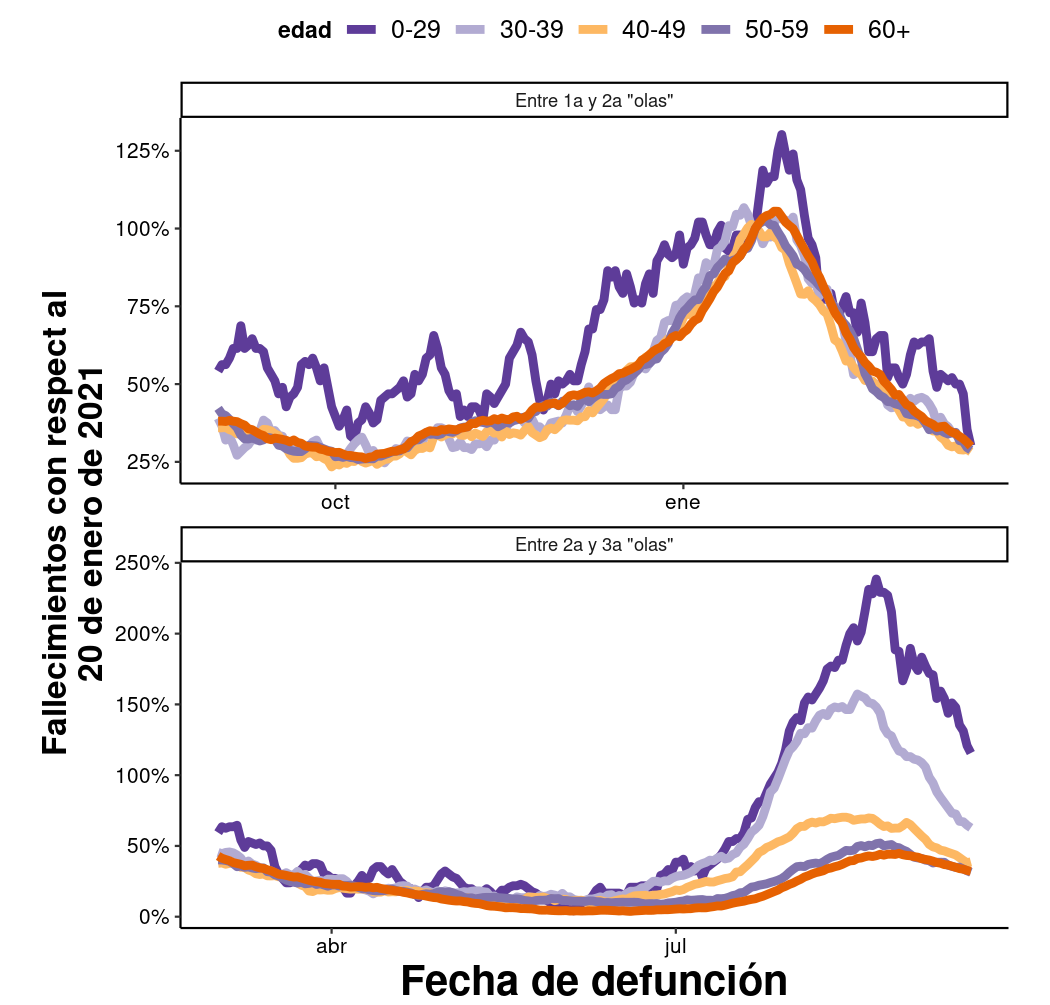 edad 0-29 30-39 40-49 50-59 60+
Entre 1a y 2a "olas"
125%
100%
75%
50%
25%
oct ene
Fallecimientos con respect al
20 de enero de 2021
Entre 2a y 3a "olas"
250%
200%
150%
100%
50%
0%
abr jul
Fecha de defunción